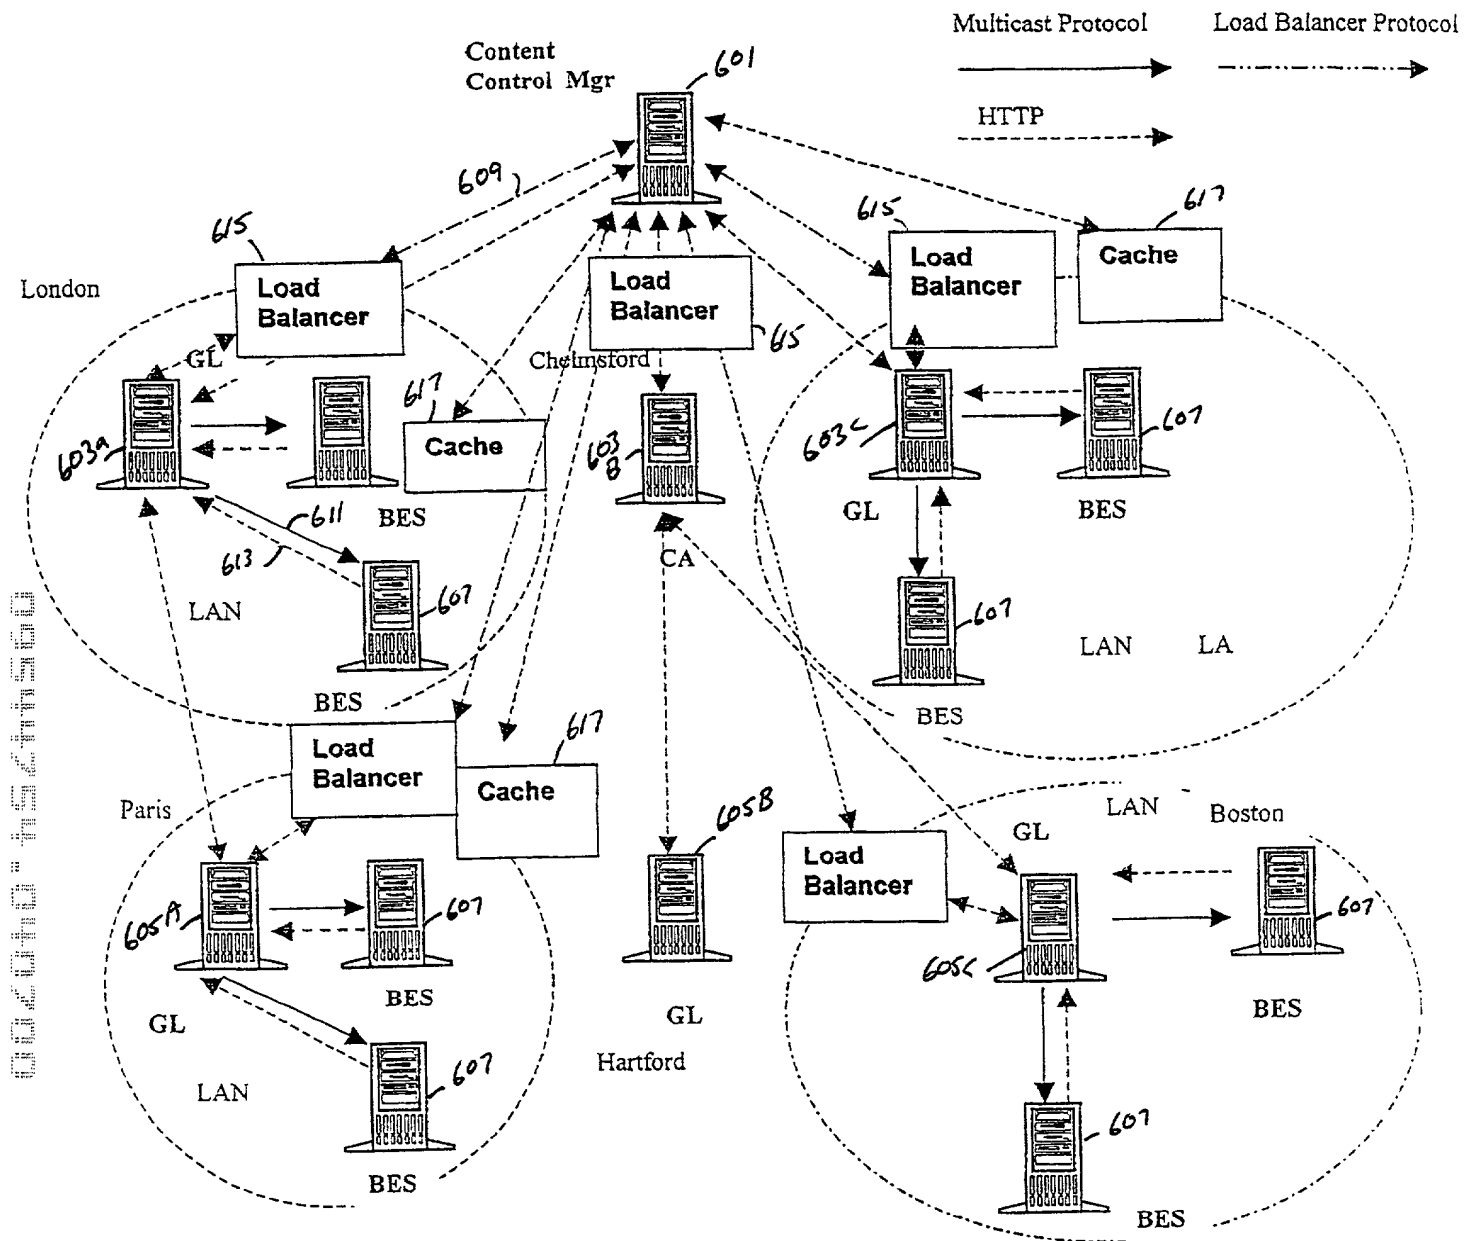 Multicast Protocol
Load Balancer Protocol
HTTP
Content
Control Mgr
601
609
615
Load
Balancer
London
GL
603a
BES
617
Cache
611
613
607
LAN
BES
Load
Balancer
615
Chelmsford
603
B
CA
615
Load
Balancer
617
Cache
603c
607
GL
BES
607
LAN
LA
BES
Load
Balancer
617
Cache
Paris
605A
607
BES
GL
607
LAN
BES
605B
GL
Hartford
LAN
Boston
GL
Load
Balancer
605c
607
BES
607
BES